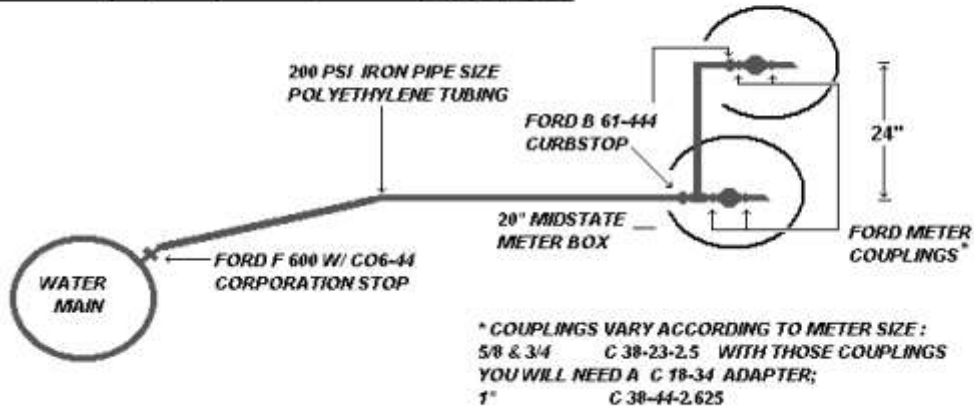 200 PSI IRON PIPE SIZE
POLYETHYLENE TUBING
FORD B 61-444
CURBSTOP
24"
20" MIDSTATE
METER BOX
FORD METER
COUPLINGS*
FORD F 600 W/ CO6-44
CORPORATION STOP
WATER
MAIN
* COUPLINGS VARY ACCORDING TO METER SIZE :
5/8 & 3/4 C 38-23-2.5 WITH THOSE COUPLINGS
YOU WILL NEED A C 18-34 ADAPTER;
1" C 38-44-2.625